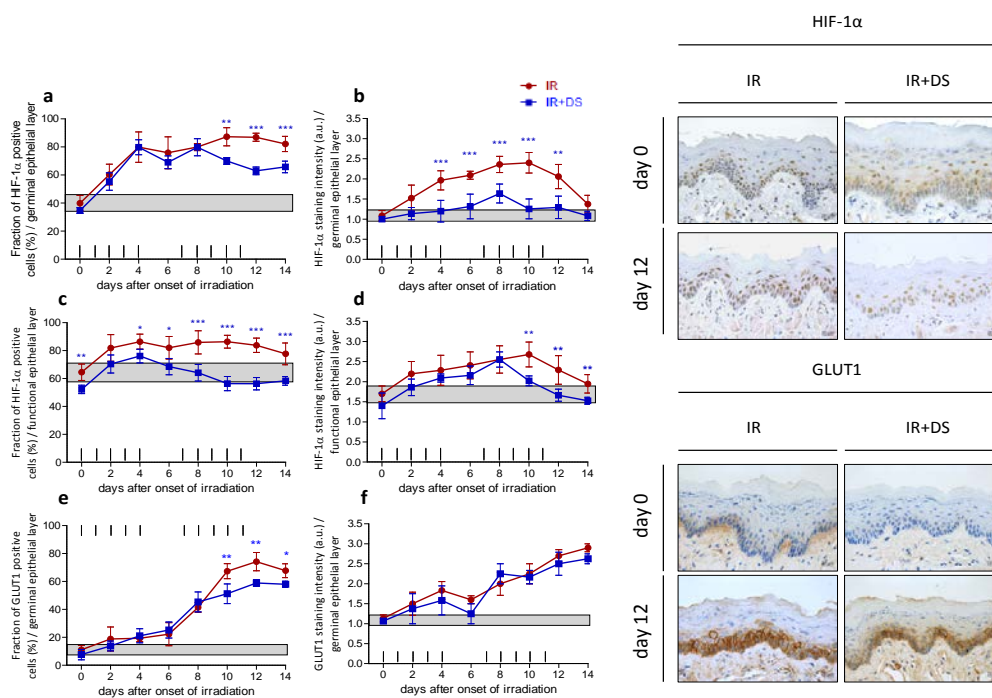 a
Fraction of HIF-1α positive
cells (%) / germinal epithelial layer
100
80
60
40
20
0
** *** ***
0 2 4 6 8 10 12 14
days after onset of irradiation
b
IR
IR+DS
HIF-1α staining intensity (a.u.) /
germinal epithelial layer
3.5
3.0
2.5
2.0
1.5
1.0
0.5
*** *** *** *** **
0 2 4 6 8 10 12 14
days after onset of irradiation
c
Fraction of HIF-1α positive
cells (%) / functional epithelial layer
100
80
60
40
20
0
** * * *** *** *** ***
0 2 4 6 8 10 12 14
days after onset of irradiation
d
HIF-1α staining intensity (a.u.) /
functional epithelial layer
3.5
3.0
2.5
2.0
1.5
1.0
0.5
0.0
** ** **
0 2 4 6 8 10 12 14
days after onset of irradiation
e
Fraction of GLUT1 positive
cells (%) / germinal epithelial layer
100
80
60
40
20
0
** ** *
0 2 4 6 8 10 12 14
days after onset of irradiation
f
GLUT1 staining intensity (a.u.) /
germinal epithelial layer
3.5
3.0
2.5
2.0
1.5
1.0
0.5
0.0
0 2 4 6 8 10 12 14
days after onset of irradiation
HIF-1α
IR
IR+DS
day 0
day 12
GLUT1
IR
IR+DS
day 0
day 12